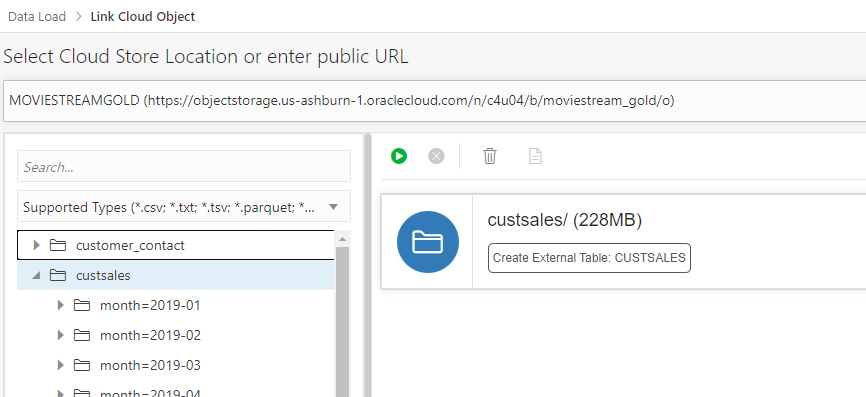 Data Load > Link Cloud Object
Select Cloud Store Location or enter public URL
MOVIESTREAMGOLD (https://objectstorage.us-ashburn-1.oraclecloud.com/n/c4u04/b/moviestream_gold/o)
Search...
Supported Types (*.csv; *.txt; *.tsv; *.parquet; *...
customer_contact
custsales
month=2019-01
month=2019-02
month=2019-03
month=2019-04
custsales/ (228MB)
Create External Table: CUSTSALES